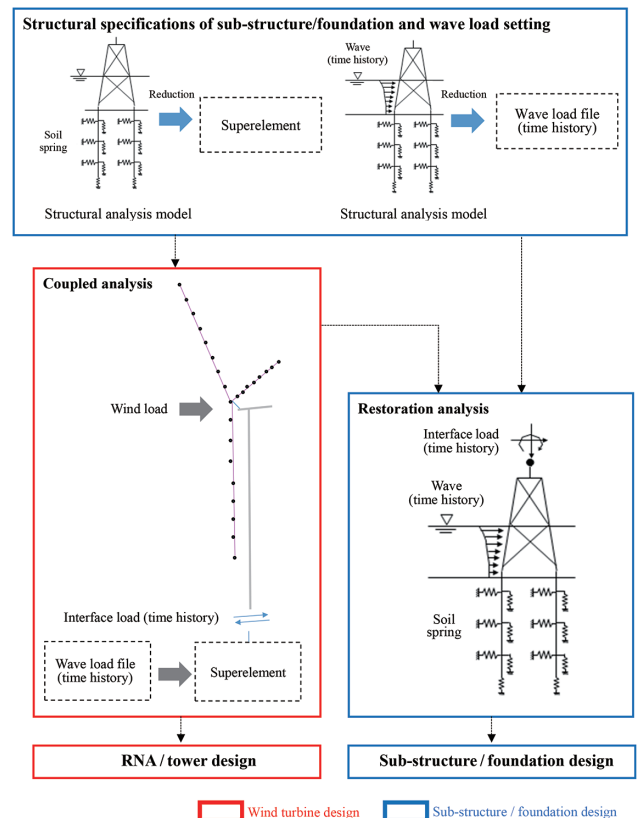 Structural specifications of sub-structure/foundation and wave load setting
Reduction
Soil
spring
Superelement
Structural analysis model
Wave
(time history)
Reduction
Wave load file
(time history)
Structural analysis model
Coupled analysis
Wind load
Interface load (time history)
Wave load file
(time history)
Superelement
Restoration analysis
Interface load
(time history)
Wave
(time history)
Soil
spring
RNA / tower design
Sub-structure / foundation design
Wind turbine design
Sub-structure / foundation design